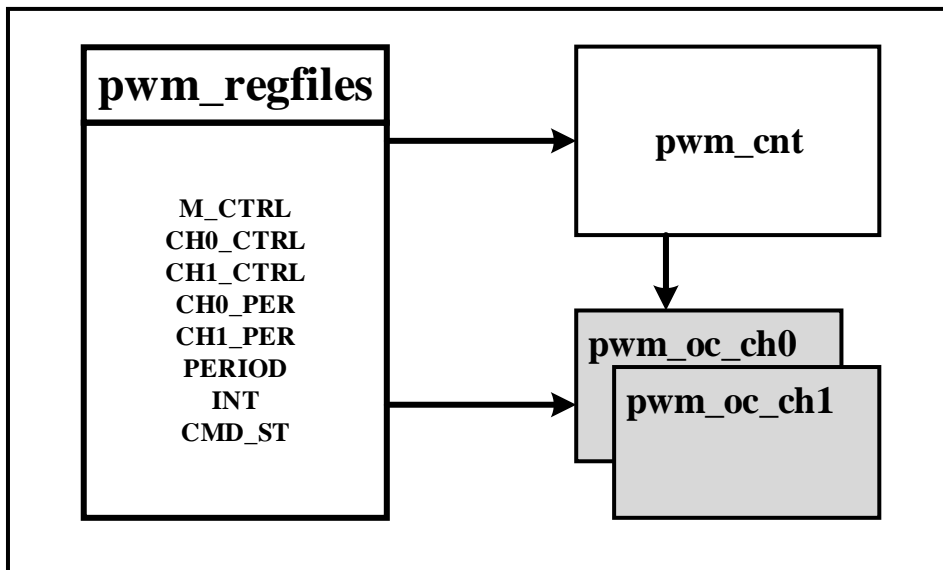 pwm_regfiles
M_CTRL
CH0_CTRL
CH1_CTRL
CH0_PER
CH1_PER
PERIOD
INT
CMD_ST
pwm_cnt
pwm_oc_ch0
pwm_oc_ch1